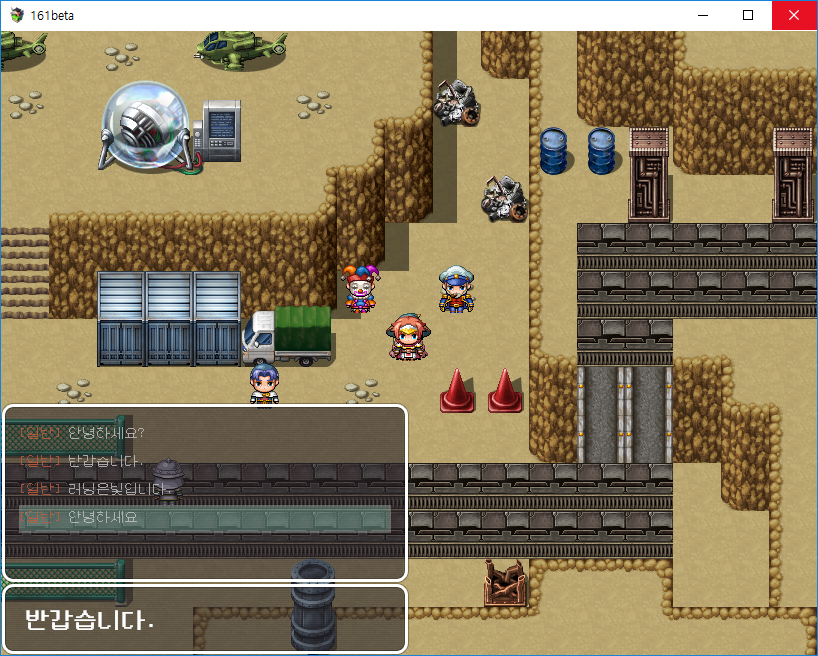 161beta
[일반] 안녕하세요?
[일반] 반갑습니다.
[일반] 러닝은빛입니다.
[일반] 안녕하세요
반갑습니다.